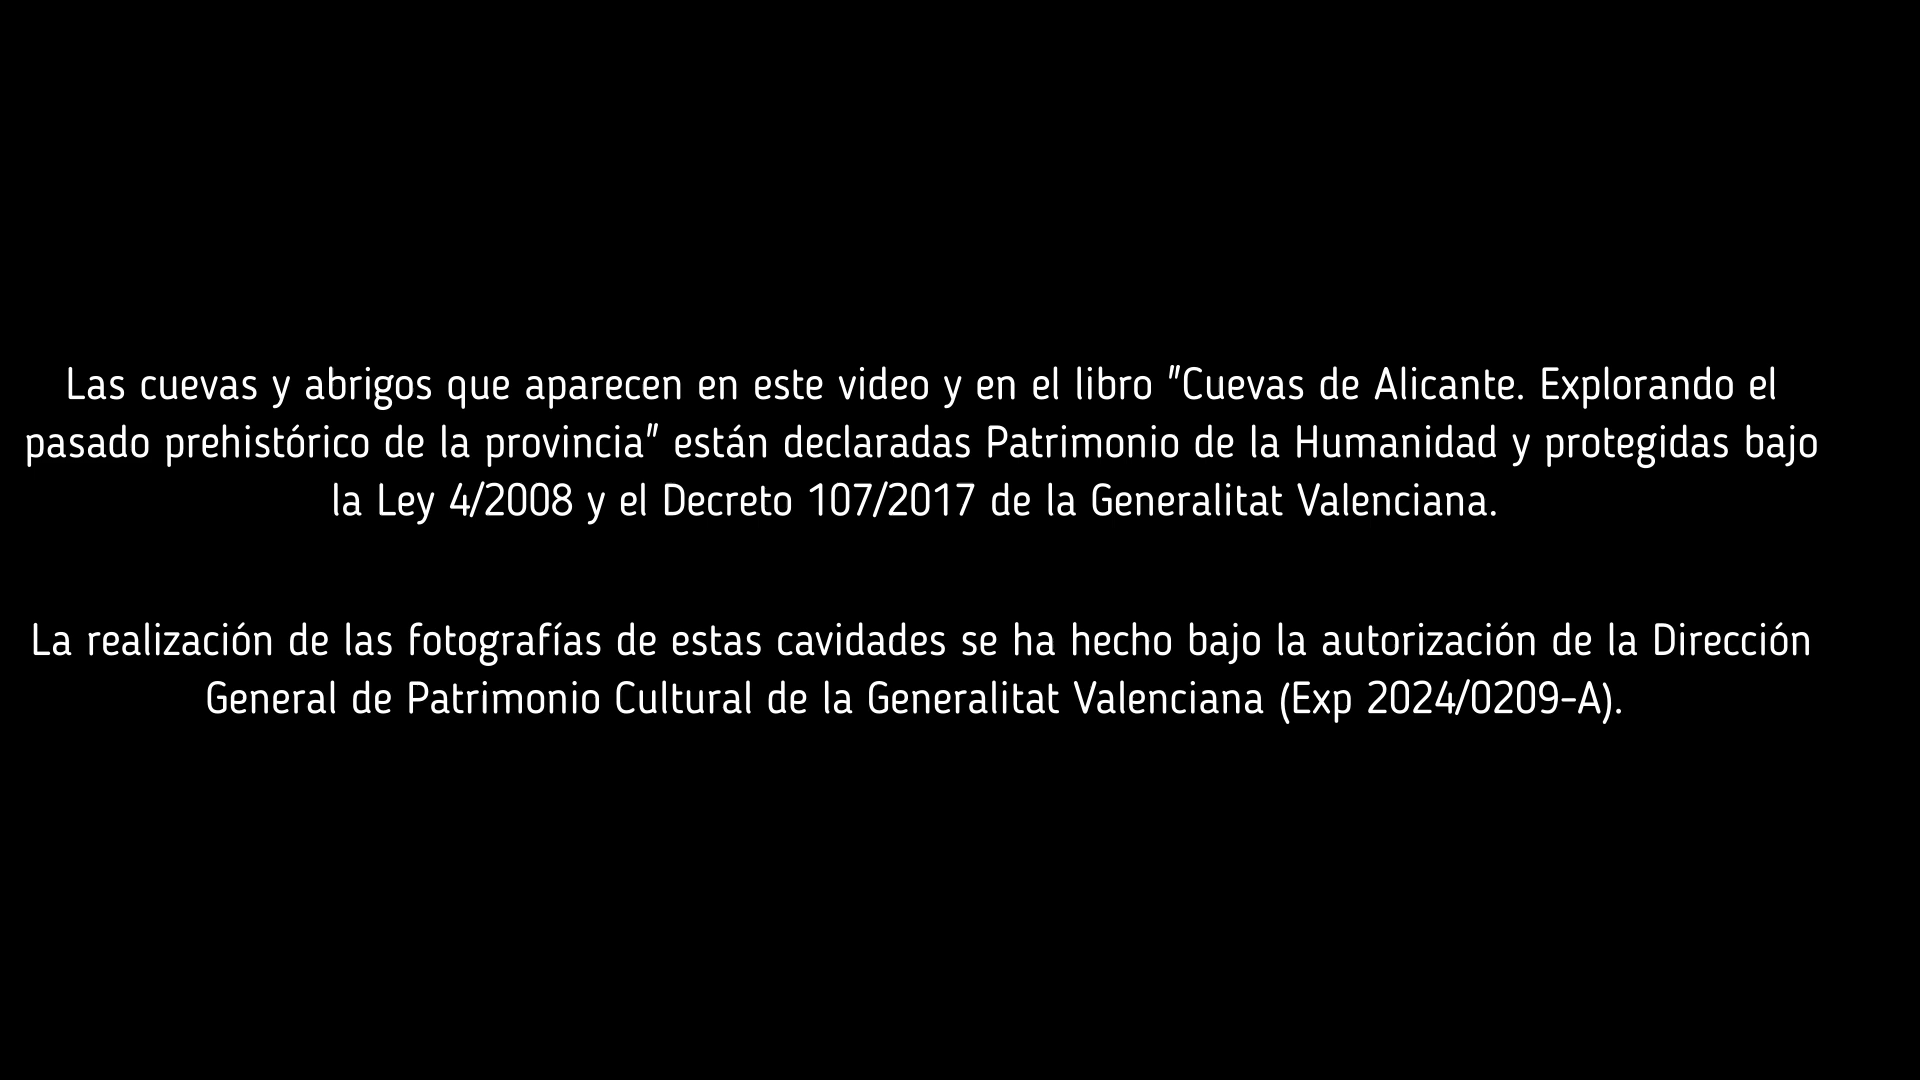 Las cuevas y abrigos que aparecen en este video y en el libro "Cuevas de Alicante. Explorando el
pasado prehistórico de la provincia" están declaradas Patrimonio de la Humanidad y protegidas bajo
la Ley 4/2008 y el Decreto 107/2017 de la Generalitat Valenciana.
La realización de las fotografías de estas cavidades se ha hecho bajo la autorización de la Dirección
General de Patrimonio Cultural de la Generalitat Valenciana (Exp 2024/0209-A).